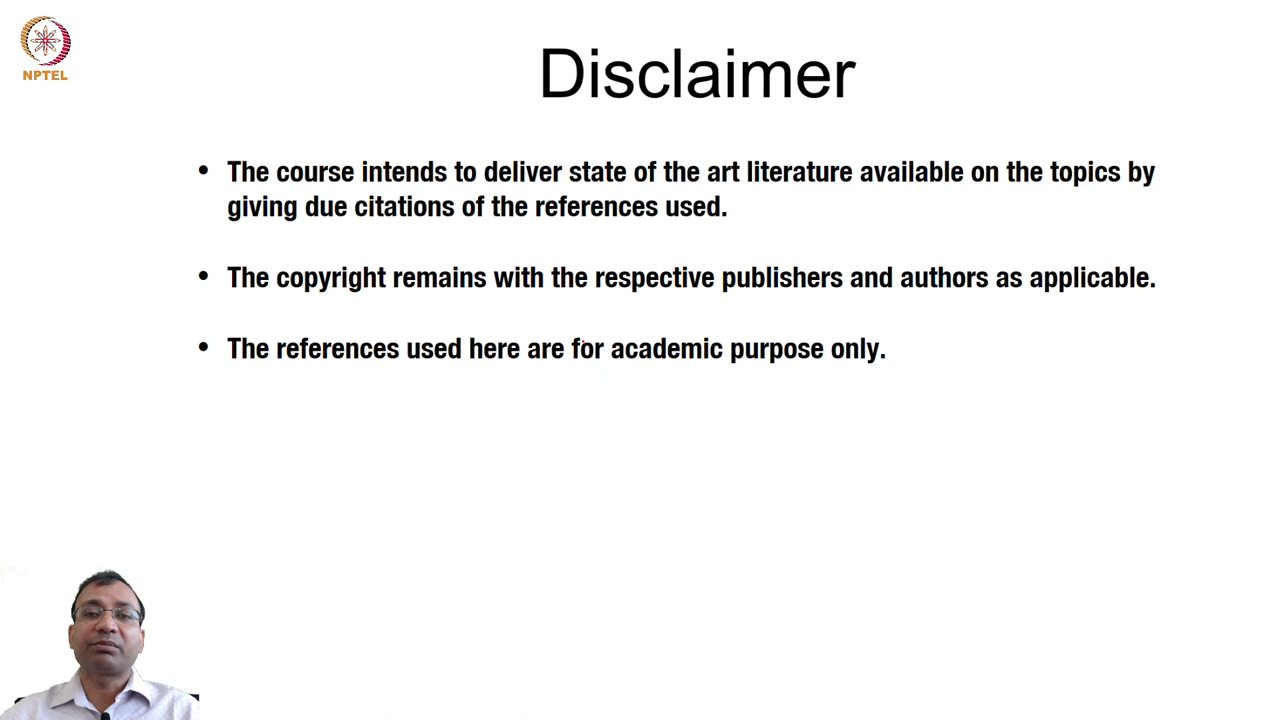 NPTEL
Disclaimer
• The course intends to deliver state of the art literature available on the topics by
giving due citations of the references used.
• The copyright remains with the respective publishers and authors as applicable.
• The references used here are for academic purpose only.